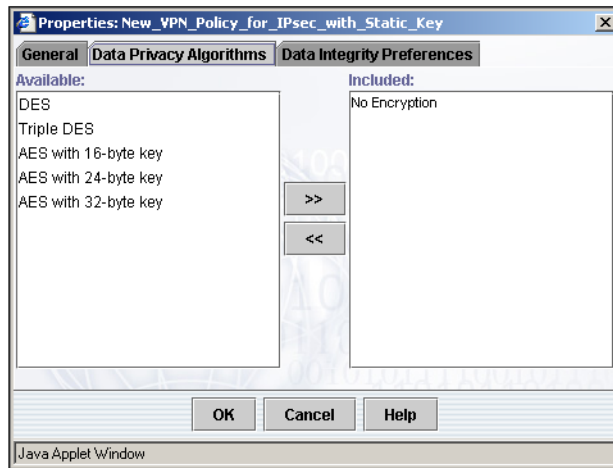 Properties: New_VPN_Policy_for_IPsec_with_Static_Key
General Data Privacy Algorithms Data Integrity Preferences
Available: Included:
DES
Triple DES
AES with 16-byte key
AES with 24-byte key
AES with 32-byte key
No Encryption
>>
<<
OK Cancel Help
Java Applet Window